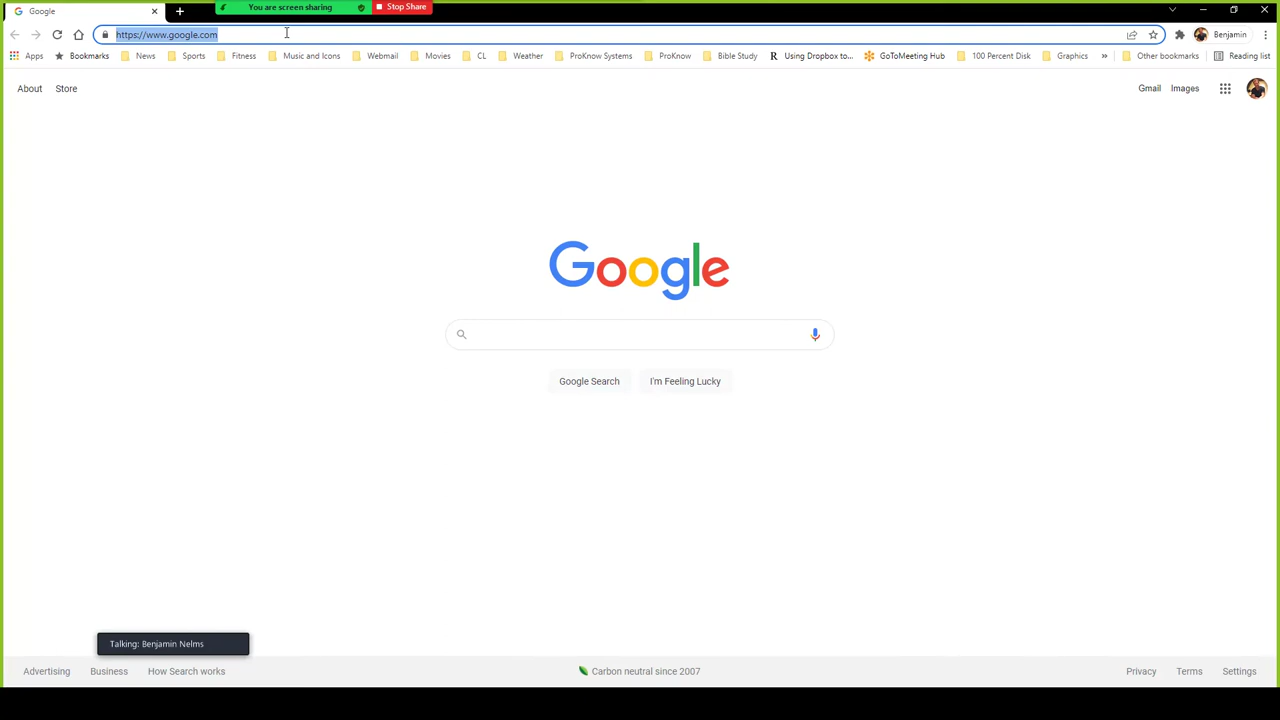 Google
You are screen sharing
Stop Share
https://www.google.com
Benjamin
Apps
Bookmarks
News
Sports
Fitness
Music and Icons
Webmail
Movies
CL
Weather
ProKnow Systems
ProKnow
Bible Study
R
Using Dropbox to...
GoToMeeting Hub
100 Percent Disk
Graphics
»
Other bookmarks
Reading list
About
Store
Gmail
Images
Google
Google Search
I'm Feeling Lucky
Talking: Benjamin Nelms
Advertising
Business
How Search works
Carbon neutral since 2007
Privacy
Terms
Settings